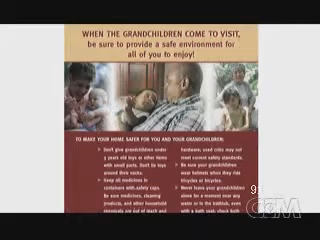 WHEN THE GRANDCHILDREN COME TO VISIT,
be sure to provide a safe environment for
all of you to enjoy!
TO MAKE YOUR HOME SAFER FOR YOU AND YOUR GRANDCHILDREN:
Don't give grandchildren under
3 years old toys or other items
with small parts. Don't tie toys
around their necks.
Keep all medicines in
containers with safety caps.
Be sure medicines, cleaning
products, and other household
chemicals are out of reach and
hardware; used cribs may not
meet current safety standards.
Be sure your grandchildren
wear helmets when they ride
tricycles or bicycles.
Never leave your grandchildren
alone for a moment near any
water or in the bathtub, even
with a bath seat; check bath